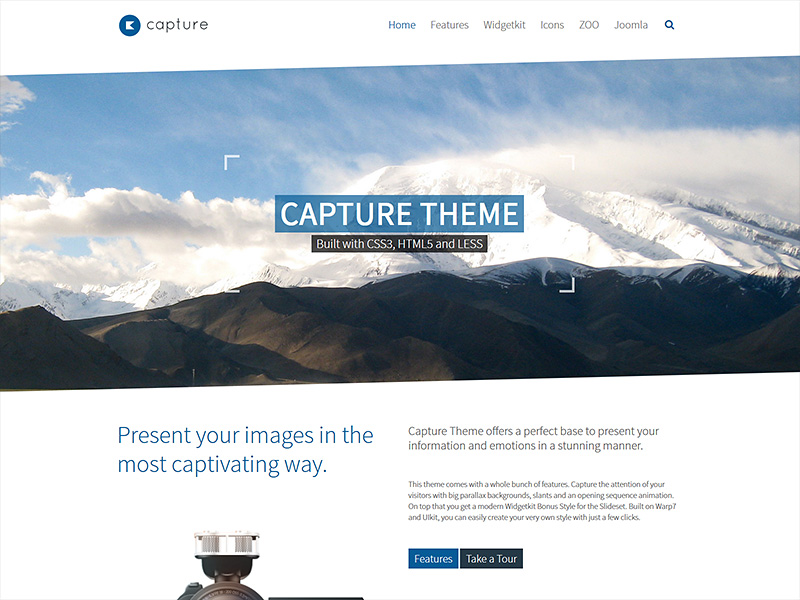 capture
Home Features Widgetkit Icons ZOO Joomla
CAPTURE THEME
Built with CSS3, HTML5 and LESS
Present your images in the
most captivating way.
Capture Theme offers a perfect base to present your
information and emotions in a stunning manner.
This theme comes with a whole bunch of features. Capture the attention of your
visitors with big parallax backgrounds, slants and an opening sequence animation.
On top that you get a modern Widgetkit Bonus Style for the Slideset. Built on Warp7
and UIkit, you can easily create your very own style with just a few clicks.
Features Take a Tour